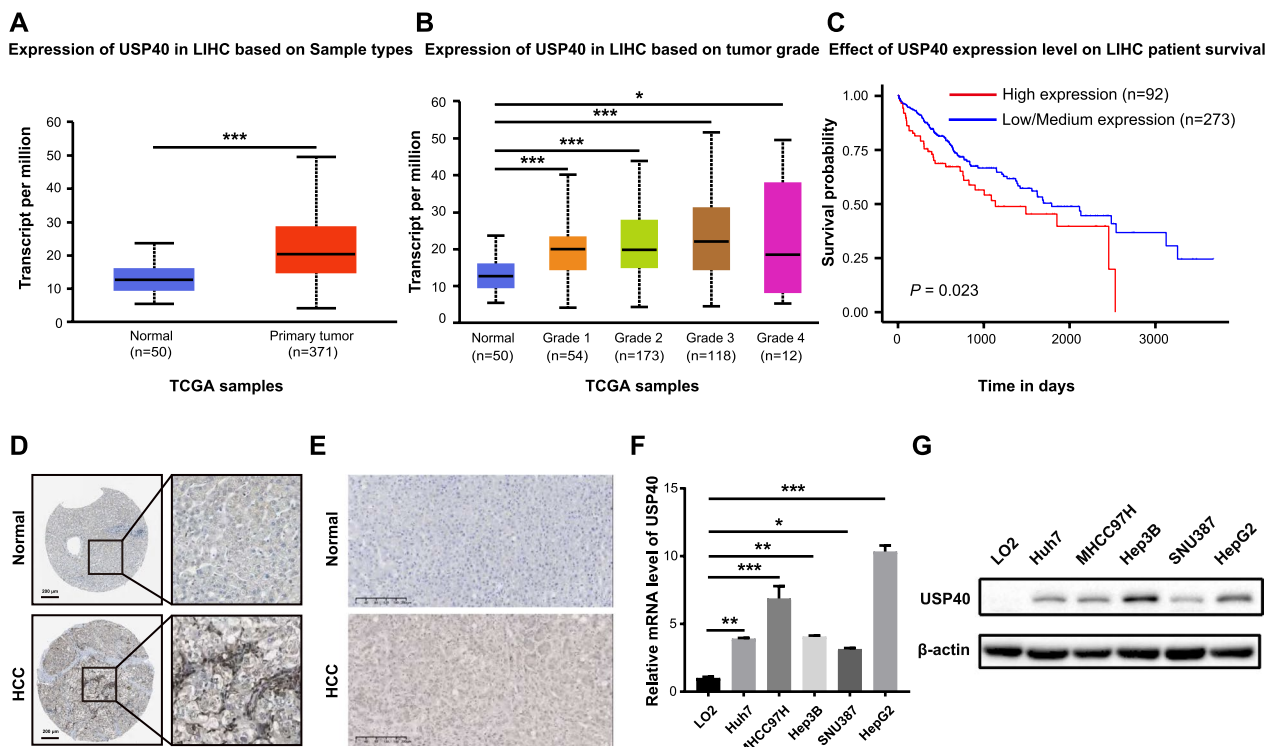 A
Expression of USP40 in LIHC based on Sample types
Transcript per million
60
50
40
30
20
10
0
***
Normal
(n=50)
Primary tumor
(n=371)
TCGA samples
B
Expression of USP40 in LIHC based on tumor grade
Transcript per million
60
50
40
30
20
10
0
*
***
***
***
Normal
(n=50)
Grade 1
(n=54)
Grade 2
(n=173)
Grade 3
(n=118)
Grade 4
(n=12)
TCGA samples
C
Effect of USP40 expression level on LIHC patient survival
Survival probability
1.00
0.75
0.50
0.25
0.00
High expression (n=92)
Low/Medium expression (n=273)
P = 0.023
0
1000
2000
3000
Time in days
D
Normal
200 μm
HCC
200 μm
E
Normal
HCC
F
Relative mRNA level of USP40
15
10
5
0
***
*
**
***
**
LO2
Huh7
MHCC97H
Hep3B
SNU387
HepG2
G
LO2
Huh7
MHCC97H
Hep3B
SNU387
HepG2
USP40
β-actin